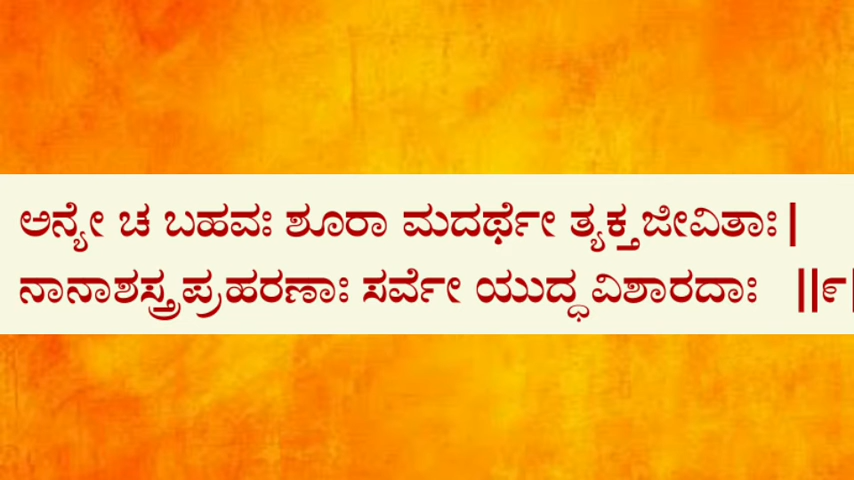 ಅನ್ಯೇ ಚ ಬಹವಃ ಶೂರಾ ಮದರ್ಥೇ ತ್ಯಕ್ತಜೀವಿತಾಃ |
ನಾನಾಶಸ್ತ್ರಪ್ರಹರಣಾಃ ಸರ್ವೇ ಯುದ್ಧವಿಶಾರದಾಃ ||೯|